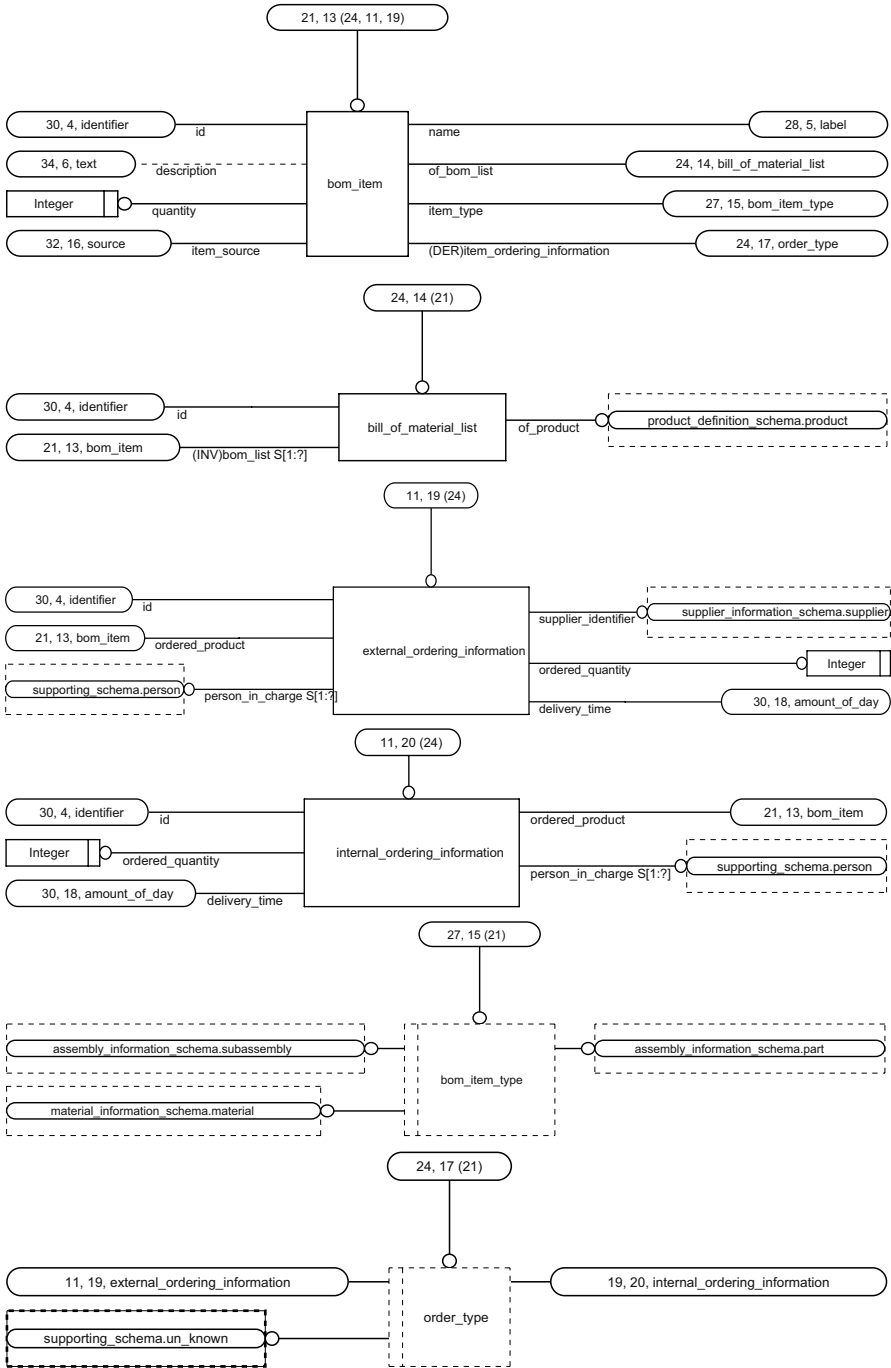 21, 13 (24, 11, 19)
30, 4, identifier
id
name
28, 5, label
34, 6, text
description
bom_item
of_bom_list
24, 14, bill_of_material_list
Integer
quantity
item_type
27, 15, bom_item_type
32, 16, source
item_source
(DER)item_ordering_information
24, 17, order_type
24, 14 (21)
30, 4, identifier
id
bill_of_material_list
of_product
product_definition_schema.product
21, 13, bom_item
(INV)bom_list S[1:?]
11, 19 (24)
30, 4, identifier
id
supplier_identifier
supplier_information_schema.supplier
21, 13, bom_item
ordered_product
external_ordering_information
ordered_quantity
Integer
supporting_schema.person
person_in_charge S[1:?]
delivery_time
30, 18, amount_of_day
11, 20 (24)
30, 4, identifier
id
ordered_product
21, 13, bom_item
Integer
ordered_quantity
internal_ordering_information
person_in_charge S[1:?]
supporting_schema.person
30, 18, amount_of_day
delivery_time
27, 15 (21)
assembly_information_schema.subassembly
bom_item_type
assembly_information_schema.part
material_information_schema.material
24, 17 (21)
11, 19, external_ordering_information
order_type
19, 20, internal_ordering_information
supporting_schema.un_known